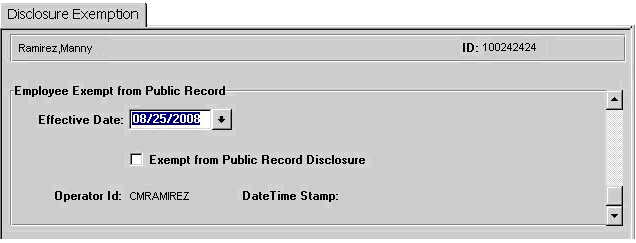 Disclosure Exemption
Ramirez,Manny ID: 100242424
Employee Exempt from Public Record
Effective Date: 08/25/2008
Exempt from Public Record Disclosure
Operator Id: CMRAMIREZ DateTime Stamp: